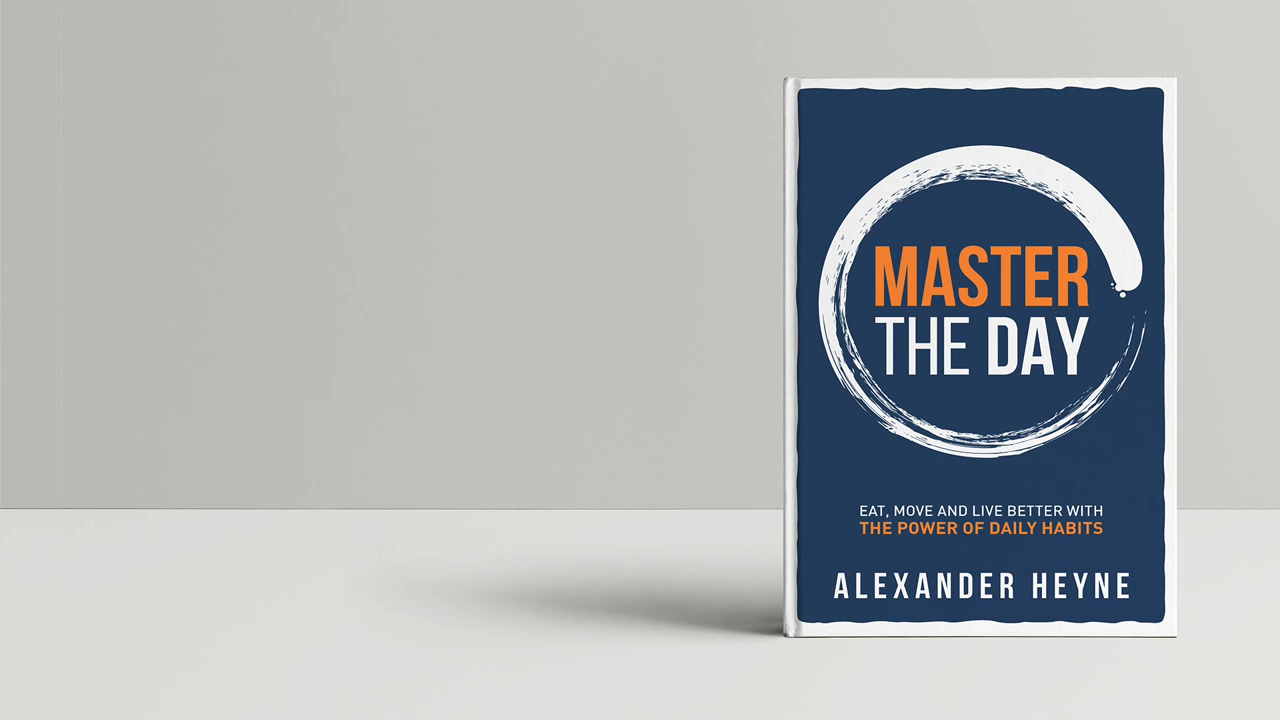 MASTER
THE DAY
EAT, MOVE AND LIVE BETTER WITH
THE POWER OF DAILY HABITS
ALEXANDER HEYNE